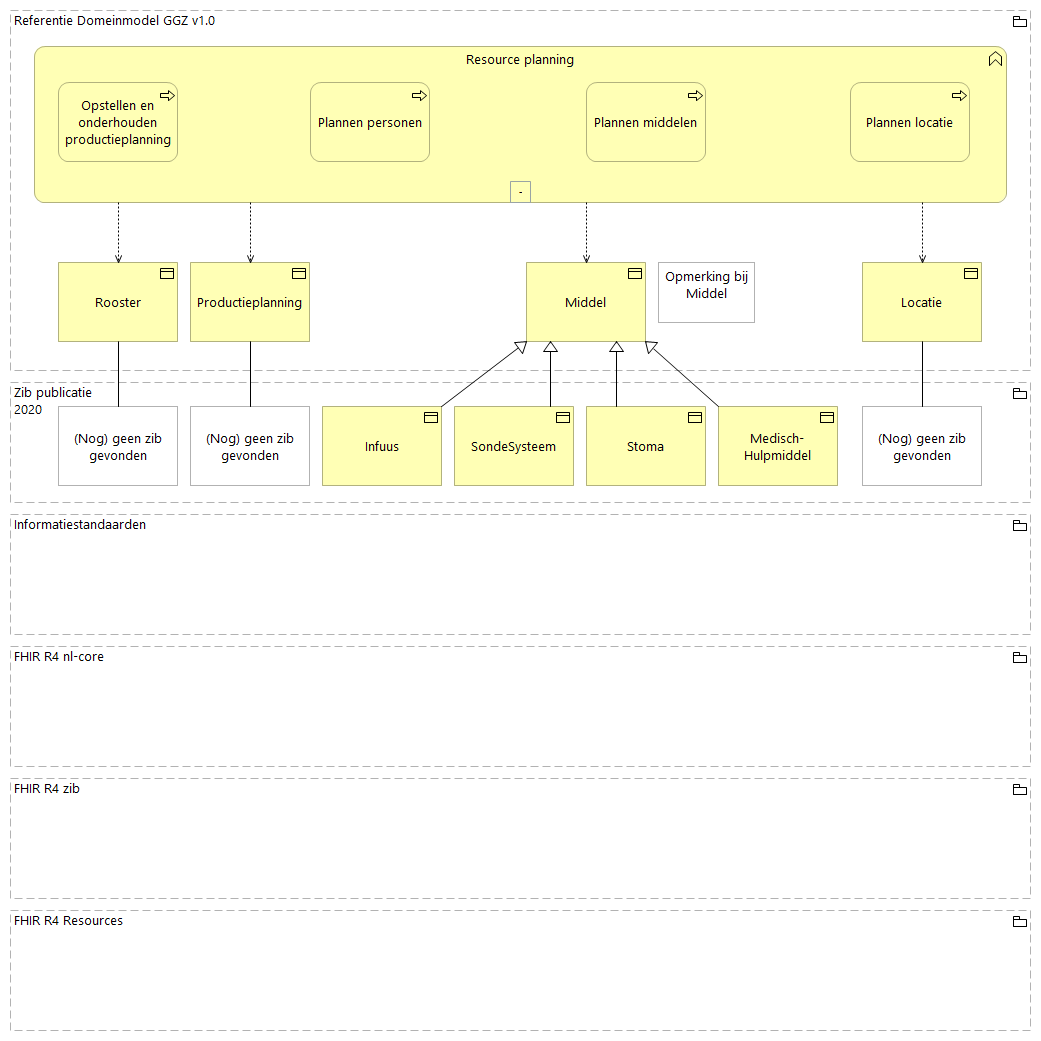 Referentie Domeinmodel GGZ v1.0
Resource planning
Opstellen en
onderhouden
productieplanning
Plannen personen
Plannen middelen
Plannen locatie
-
Rooster
Productieplanning
Middel
Opmerking bij
Middel
Locatie
Zib publicatie
2020
(Nog) geen zib
gevonden
(Nog) geen zib
gevonden
Infuus
SondeSysteem
Stoma
Medisch-
Hulpmiddel
(Nog) geen zib
gevonden
Informatiestandaarden
FHIR R4 nl-core
FHIR R4 zib
FHIR R4 Resources